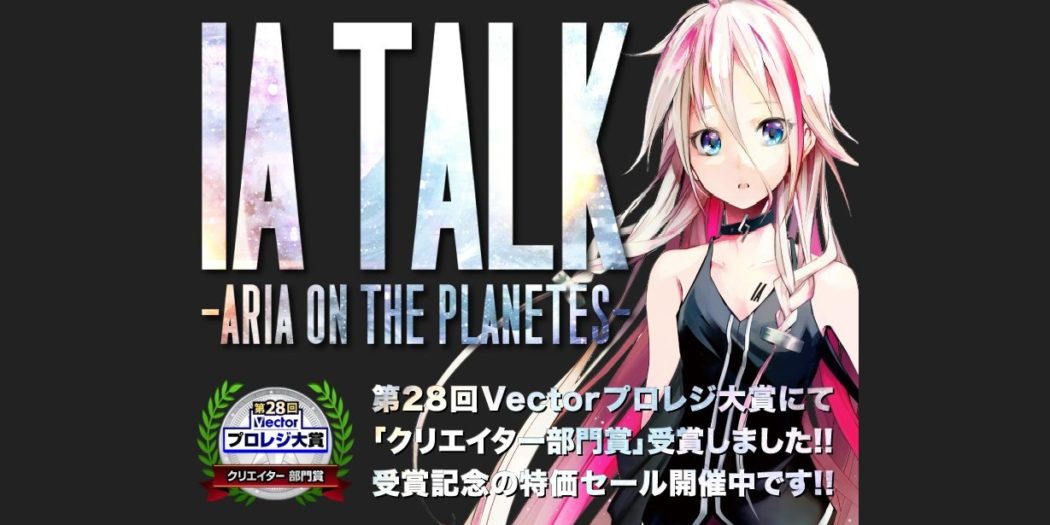 IA TALK
-ARIA ON THE PLANETES-
IA
第28回
Vector
プロレジ大賞
クリエイター 部門賞
第28回Vectorプロレジ大賞にて
「クリエイター部門賞」受賞しました!!
受賞記念の特価セール開催中です!!